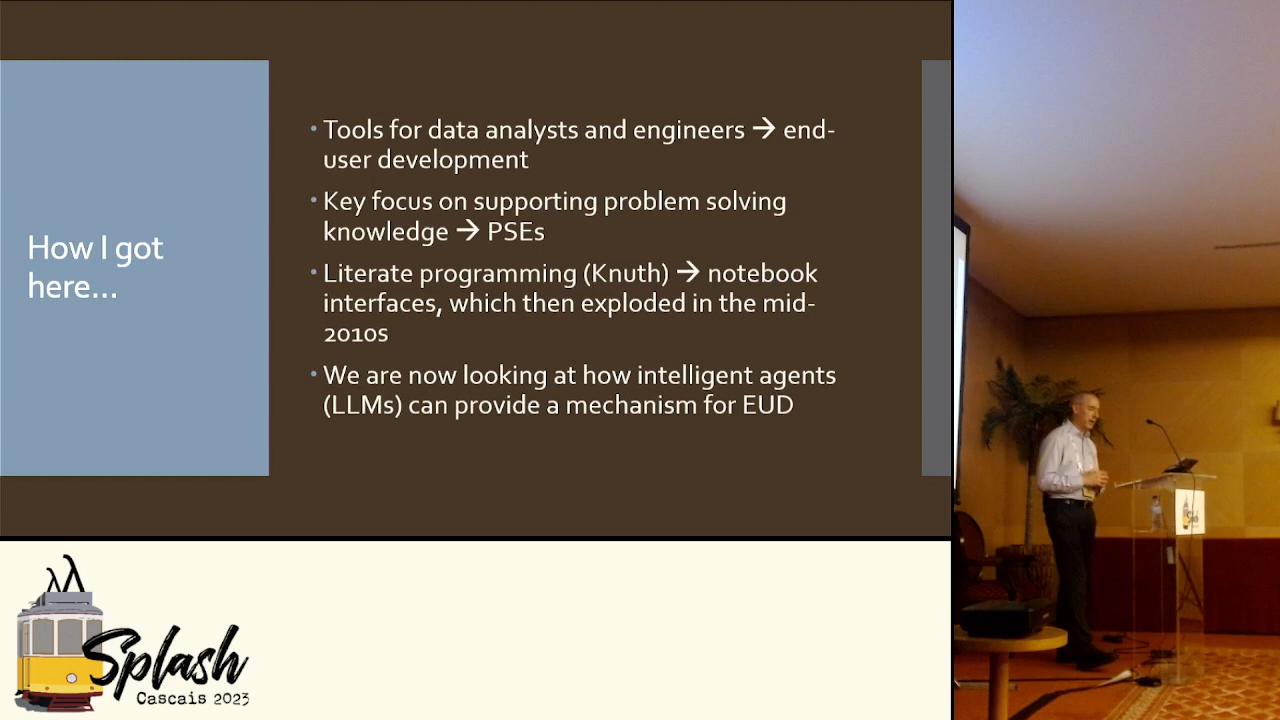 How I got
here...
• Tools for data analysts and engineers → end-
user development
• Key focus on supporting problem solving
knowledge → PSEs
• Literate programming (Knuth) → notebook
interfaces, which then exploded in the mid-
2010s
• We are now looking at how intelligent agents
(LLMs) can provide a mechanism for EUD
Splash
Cascais 2023